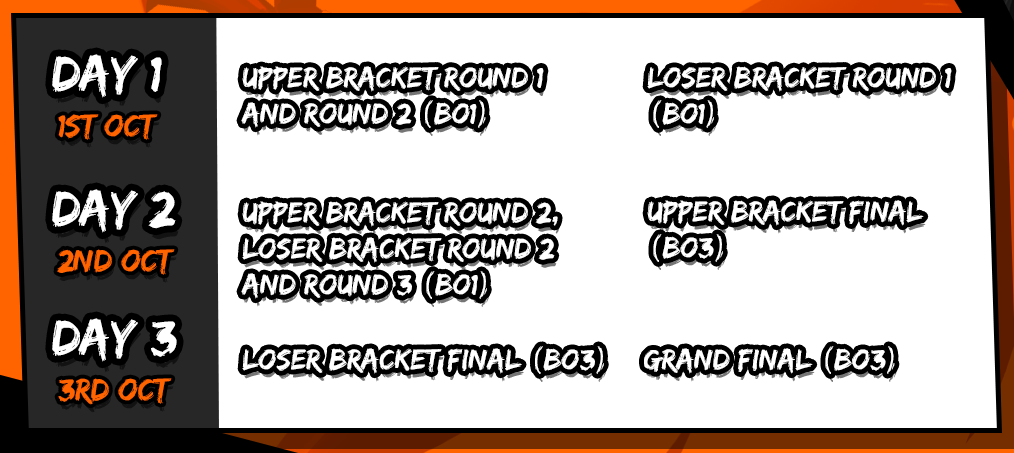 DAY 1
1ST OCT
UPPER BRACKET ROUND 1
AND ROUND 2 (BO1)
LOSER BRACKET ROUND 1
(BO1)
DAY 2
2ND OCT
UPPER BRACKET ROUND 2,
LOSER BRACKET ROUND 2
AND ROUND 3 (BO1)
UPPER BRACKET FINAL
(BO3)
DAY 3
3RD OCT
LOSER BRACKET FINAL (BO3)
GRAND FINAL (BO3)